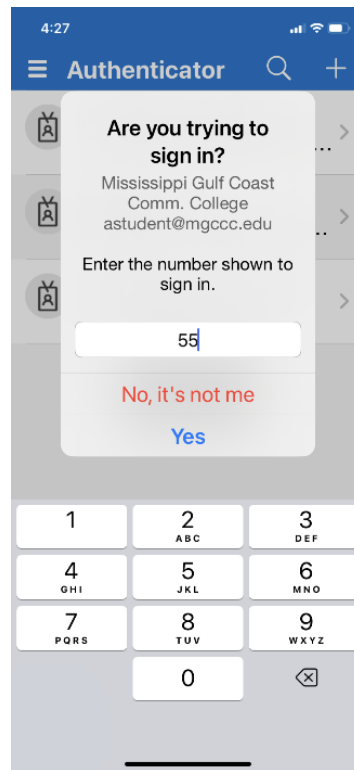 4:27
Authenticator
Are you trying to
sign in?
Mississippi Gulf Coast
Comm. College
astudent@mgccc.edu
...
..
Enter the number shown to
sign in.
55
No, it's not me
Yes
1
2
ABC
3
DEF
4
GHI
5
JKL
6
MNO
7
PQRS
8
TUV
9
WXYZ
0